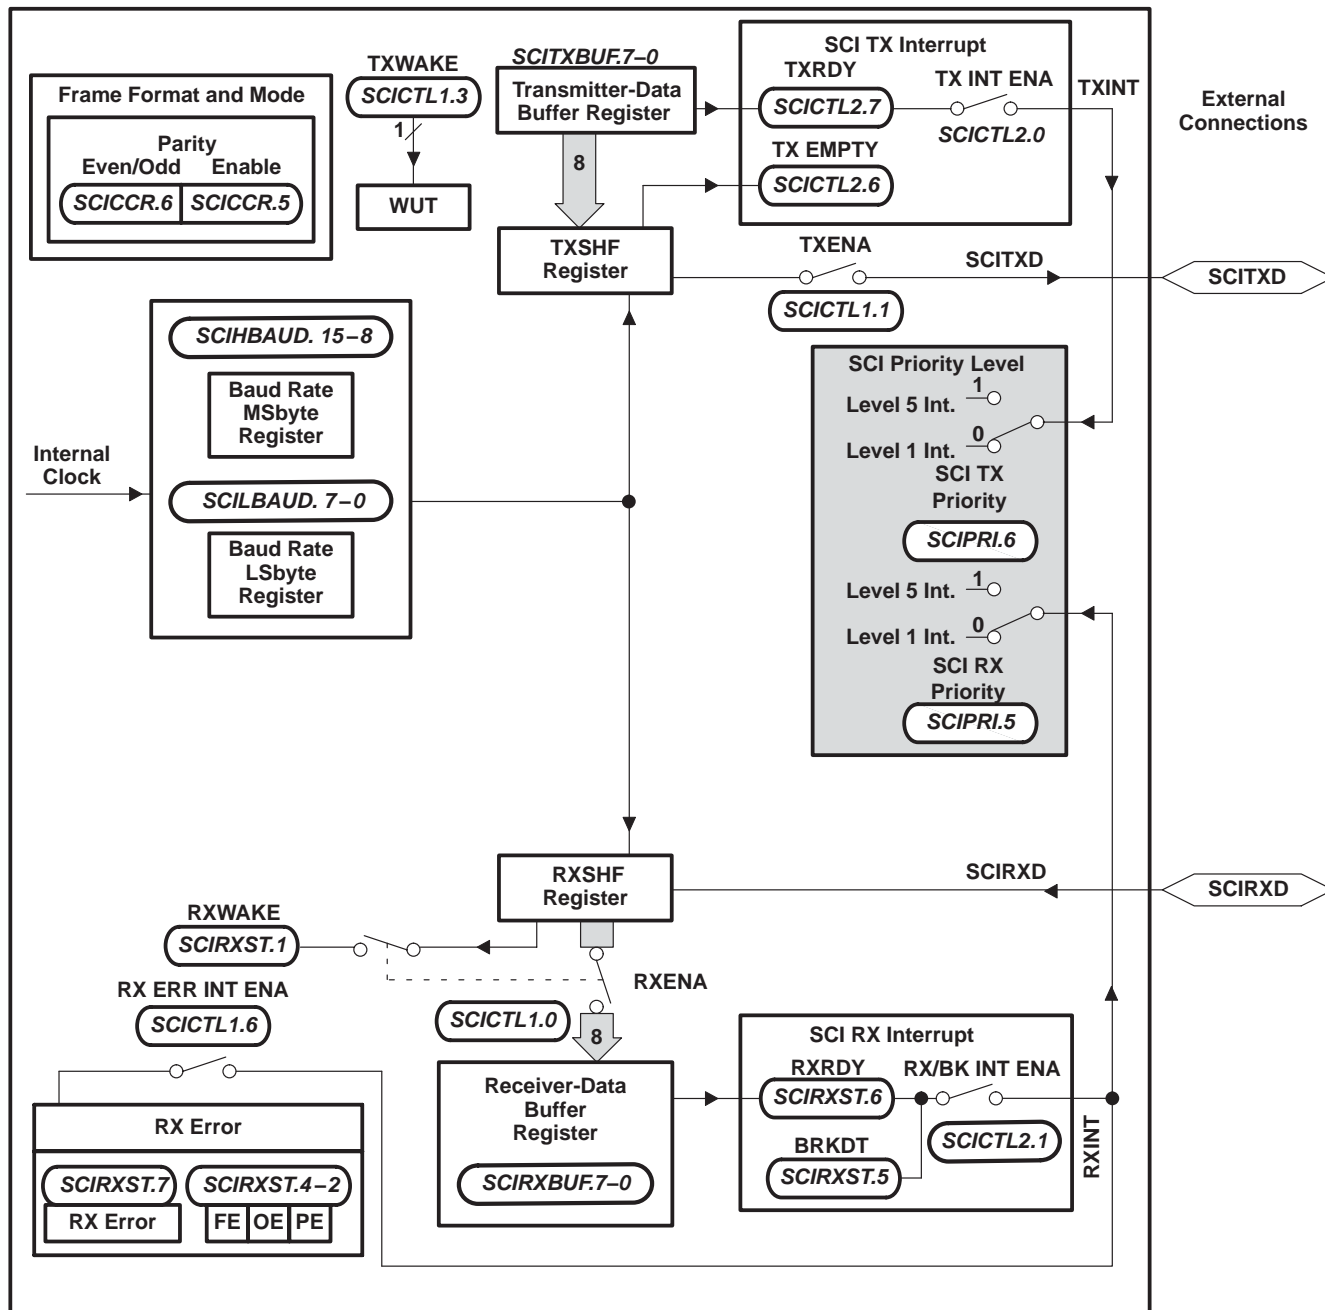 SCITXBUF.7–0
SCI TX Interrupt
TXWAKE
SCICTL1.3
1
WUT
Frame Format and Mode
Parity
Even/Odd Enable
SCICCR.6 SCICCR.5
Transmitter-Data
Buffer Register
8
TXRDY
SCICTL2.7
TX INT ENA
SCICTL2.0
TXINT
TX EMPTY
SCICTL2.6
External
Connections
TXSHF
Register
TXENA
SCICTL1.1
SCITXD
SCITXD
SCIHBAUD. 15–8
Baud Rate
MSbyte
Register
Internal
Clock
SCILBAUD. 7–0
Baud Rate
LSbyte
Register
SCI Priority Level
Level 5 Int. 1
Level 1 Int. 0
SCI TX
Priority
SCIPRI.6
Level 5 Int. 1
Level 1 Int. 0
SCI RX
Priority
SCIPRI.5
RXSHF
Register
SCIRXD
SCIRXD
RXWAKE
SCIRXST.1
RXENA
RX ERR INT ENA
SCICTL1.6
SCICTL1.0
8
Receiver-Data
Buffer
Register
SCIRXBUF.7–0
SCI RX Interrupt
RXRDY
SCIRXST.6
RX/BK INT ENA
SCICTL2.1
BRKDT
SCIRXST.5
RXINT
RX Error
SCIRXST.7 SCIRXST.4–2
RX Error FE OE PE